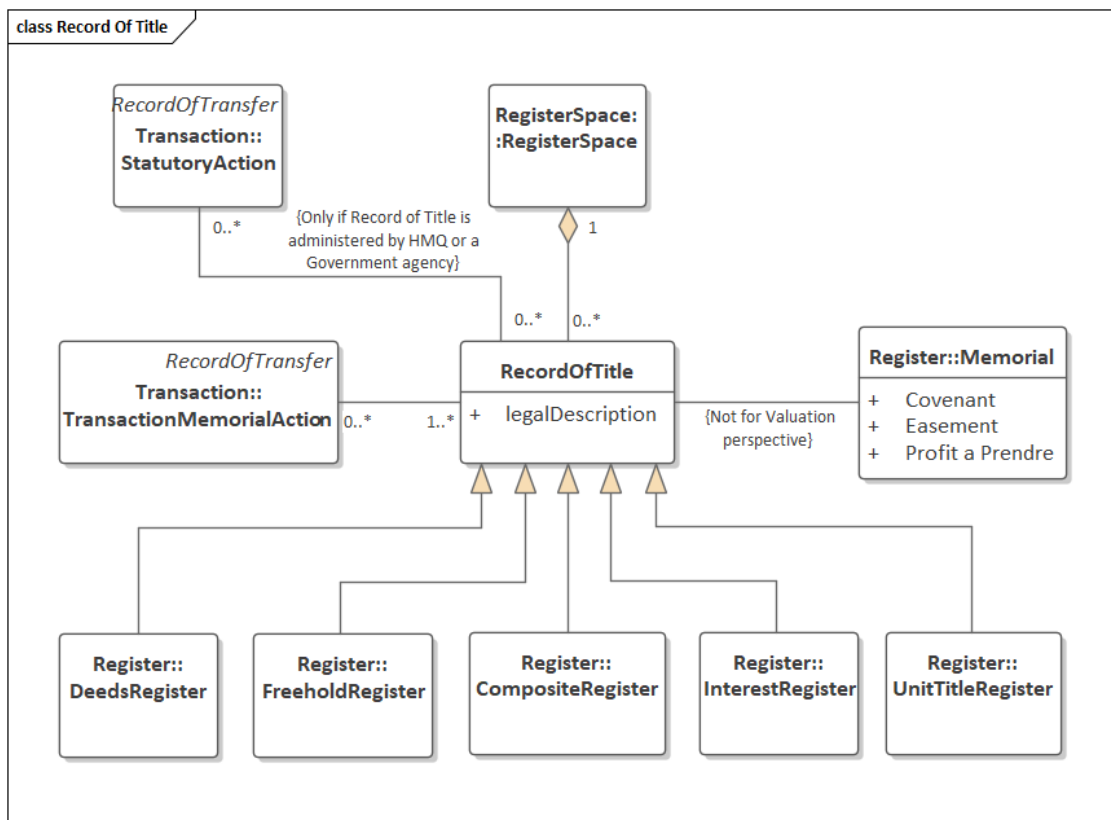 class Record Of Title
RecordOfTransfer
Transaction::
StatutoryAction
RegisterSpace:
:RegisterSpace
0..*
{Only if Record of Title is
administered by HMQ or a
Government agency}
1
0..*
0..*
RecordOfTransfer
Transaction::
TransactionMemorialAction
0..*
1..*
RecordOfTitle
+ legalDescription
{Not for Valuation
perspective}
Register::Memorial
+ Covenant
+ Easement
+ Profit a Prendre
Register::
DeedsRegister
Register::
FreeholdRegister
Register::
CompositeRegister
Register::
InterestRegister
Register::
UnitTitleRegister